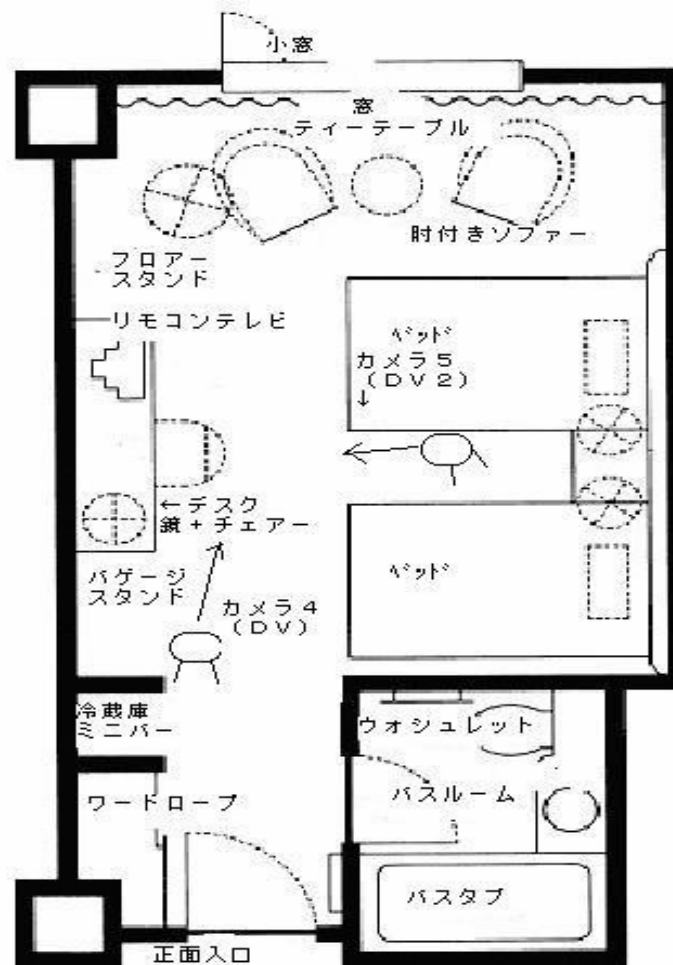 小窓
窓
ティーテーブル
肘付きソファー
フロアー
スタンド
リモコンテレビ
ベッド
カメラ5
(DV2)
↓
←デスク
鏡+チェアー
バゲージ
スタンド
カメラ4
(DV)
ベッド
冷蔵庫
ミニバー
ウォシュレット
ワードローブ
バスルーム
バスタブ
正面入口